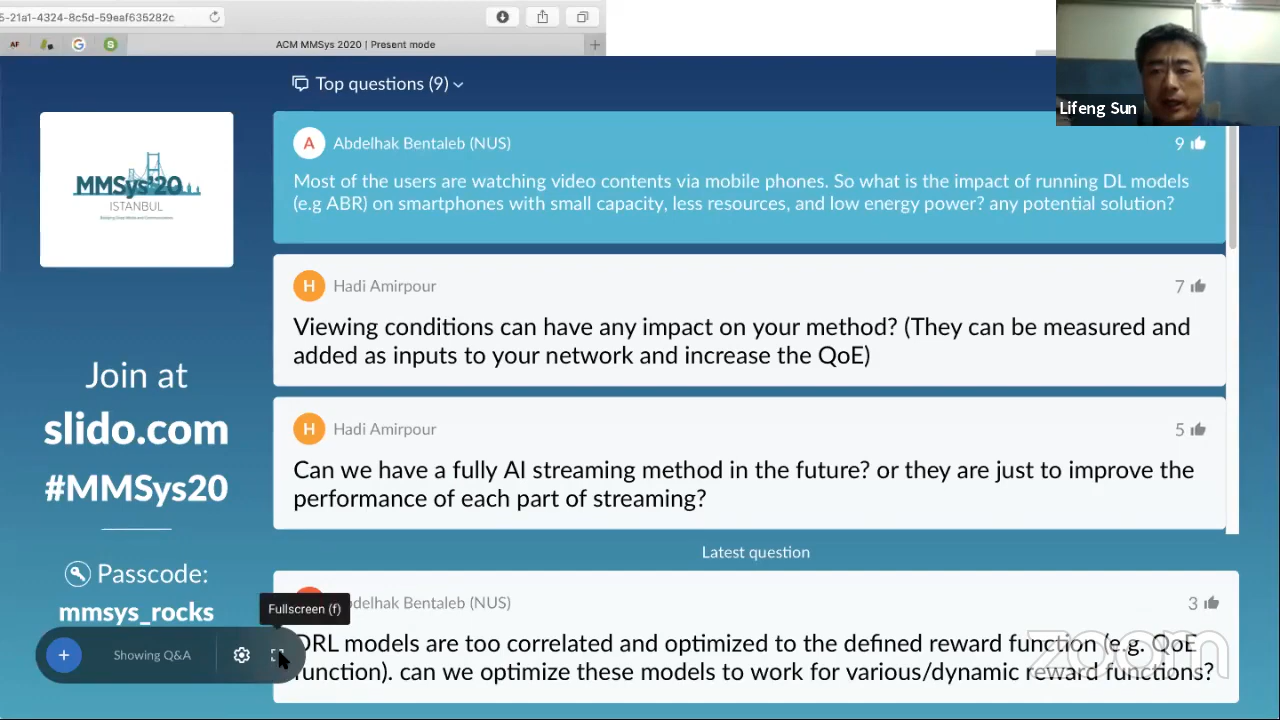 5-21a1-4324-8c5d-59eaf635282c
AF
G
S
ACM MMSys 2020 | Present mode
+
Lifeng Sun
Top questions (9)
MMSys'20
ISTANBUL
A
Abdelhak Bentaleb (NUS)
9
Most of the users are watching video contents via mobile phones. So what is the impact of running DL models
(e.g ABR) on smartphones with small capacity, less resources, and low energy power? any potential solution?
H
Hadi Amirpour
7
Viewing conditions can have any impact on your method? (They can be measured and
added as inputs to your network and increase the QoE)
H
Hadi Amirpour
5
Can we have a fully AI streaming method in the future? or they are just to improve the
performance of each part of streaming?
Join at
slido.com
#MMSys20
Passcode:
mmsys_rocks
Latest question
delhak Bentaleb (NUS)
3
DRL models are too correlated and optimized to the defined reward function (e.g. QoE
function). can we optimize these models to work for various/dynamic reward functions?
Fullscreen (f)
+
Showing Q&A
zoom